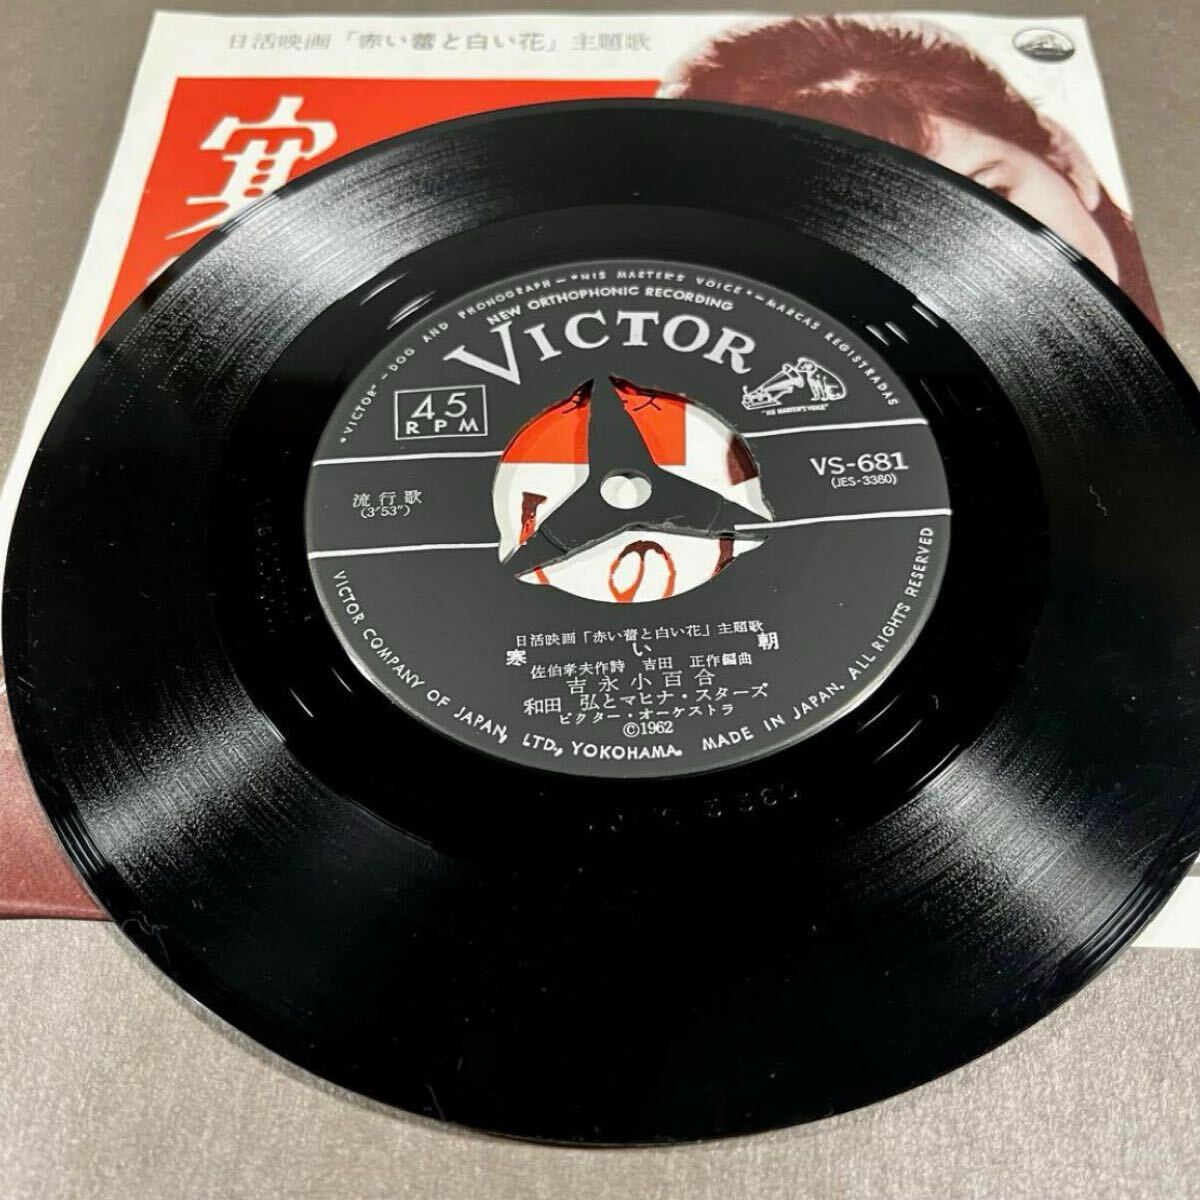 日活映画「赤い蕾と白い花」主題歌
寒
"VICTOR" – DOG AND PHONOGRAPH – "HIS MASTER'S VOICE" – MARCAS REGISTRADAS
NEW ORTHOPHONIC RECORDING
VICTOR
"HIS MASTER'S VOICE"
45
RPM
VS-681
(JES-3380)
流行歌
(3'53")
の
日活映画「赤い蕾と白い花」主題歌
寒い朝
佐伯孝夫作詩 吉田 正作編曲
吉永小百合
和田 弘とマヒナ・スターズ
ビクター・オーケストラ
©1962
VICTOR COMPANY OF JAPAN, LTD., YOKOHAMA. MADE IN JAPAN. ALL RIGHTS RESERVED